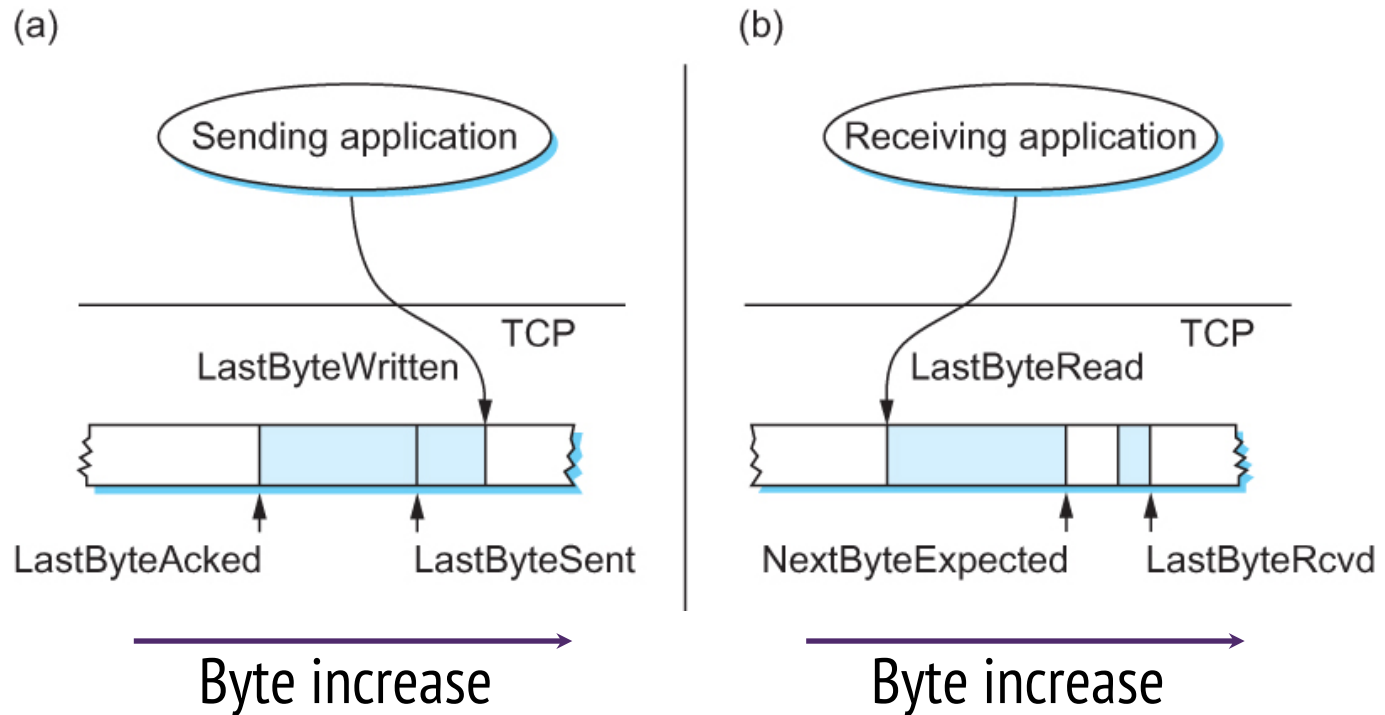 (a)
Sending application
TCP
LastByteWritten
LastByteAcked
LastByteSent
Byte increase
(b)
Receiving application
TCP
LastByteRead
NextByteExpected
LastByteRcvd
Byte increase